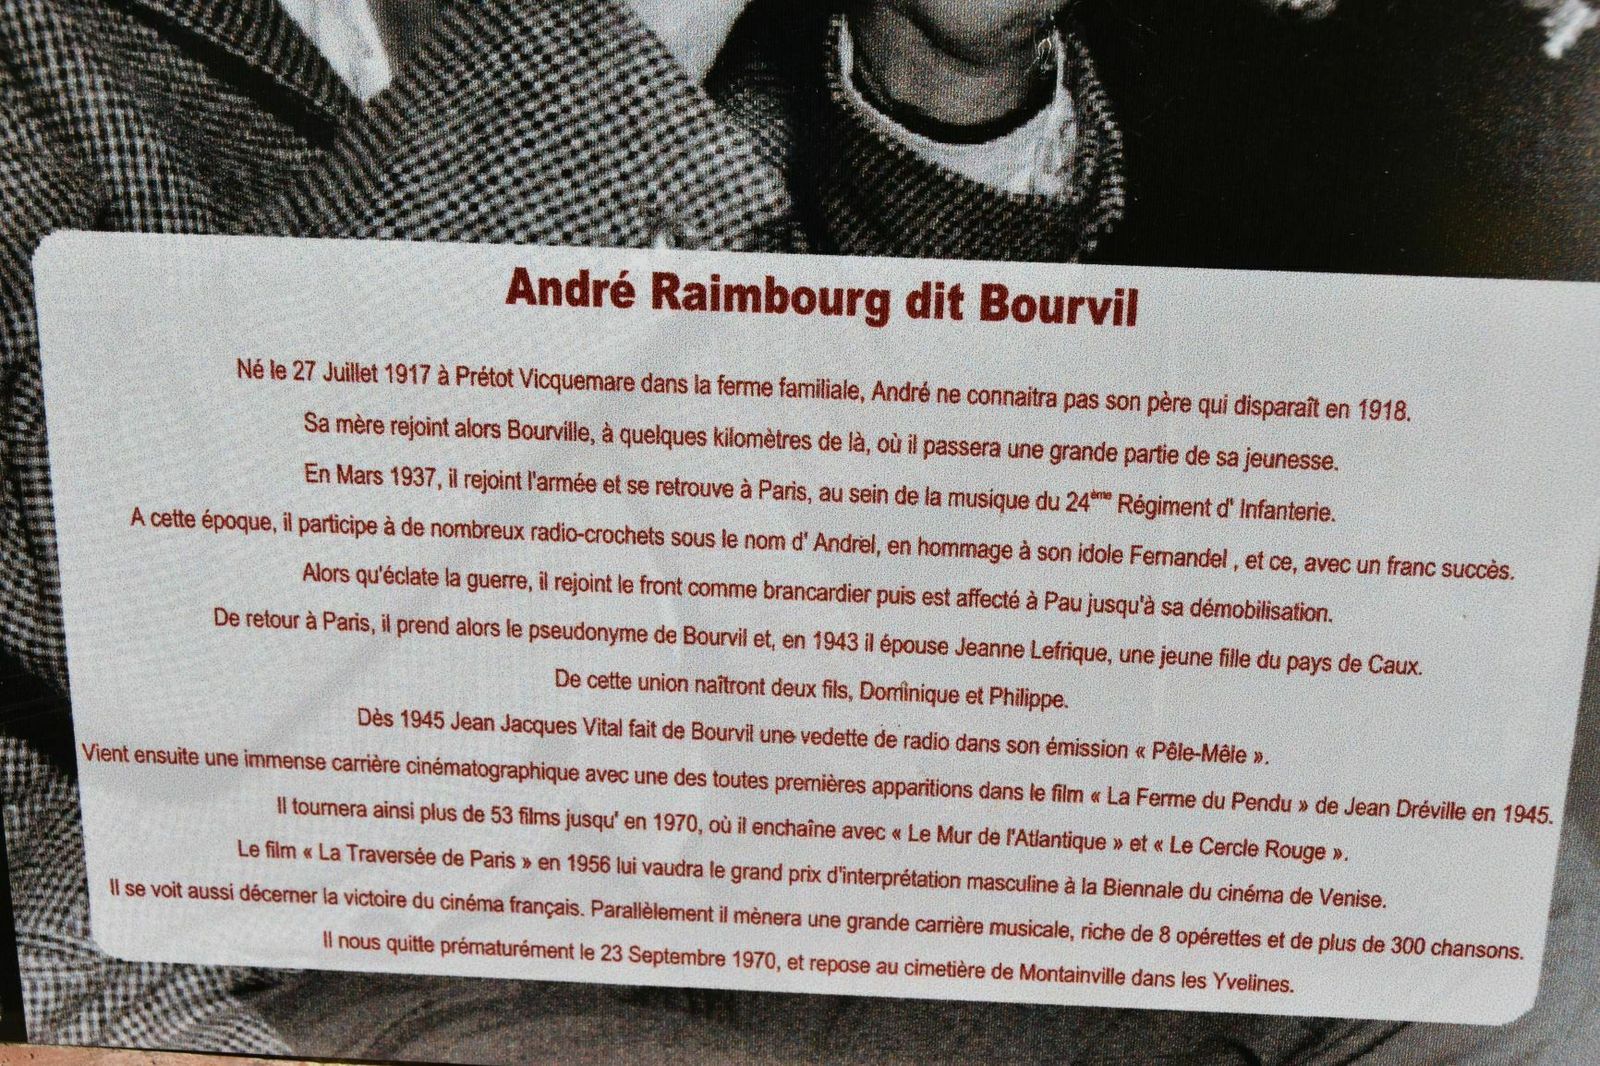 André Raimbourg dit Bourvil
Né le 27 Juillet 1917 à Prétot Vicquemare dans la ferme familiale, André ne connaitra pas son père qui disparaît en 1918.
Sa mère rejoint alors Bourville, à quelques kilomètres de là, où il passera une grande partie de sa jeunesse.
En Mars 1937, il rejoint l'armée et se retrouve à Paris, au sein de la musique du 24ème Régiment d' Infanterie.
A cette époque, il participe à de nombreux radio-crochets sous le nom d' Andrel, en hommage à son idole Fernandel , et ce, avec un franc succès.
Alors qu'éclate la guerre, il rejoint le front comme brancardier puis est affecté à Pau jusqu'à sa démobilisation.
De retour à Paris, il prend alors le pseudonyme de Bourvil et, en 1943 il épouse Jeanne Lefrique, une jeune fille du pays de Caux.
De cette union naîtront deux fils, Dominique et Philippe.
Dès 1945 Jean Jacques Vital fait de Bourvil une vedette de radio dans son émission « Pêle-Mêle ».
Vient ensuite une immense carrière cinématographique avec une des toutes premières apparitions dans le film « La Ferme du Pendu » de Jean Dréville en 1945.
Il tournera ainsi plus de 53 films jusqu' en 1970, où il enchaîne avec « Le Mur de l'Atlantique » et « Le Cercle Rouge ».
Le film « La Traversée de Paris » en 1956 lui vaudra le grand prix d'interprétation masculine à la Biennale du cinéma de Venise.
Il se voit aussi décerner la victoire du cinéma français. Parallèlement il mènera une grande carrière musicale, riche de 8 opérettes et de plus de 300 chansons.
Il nous quitte prématurément le 23 Septembre 1970, et repose au cimetière de Montainville dans les Yvelines.